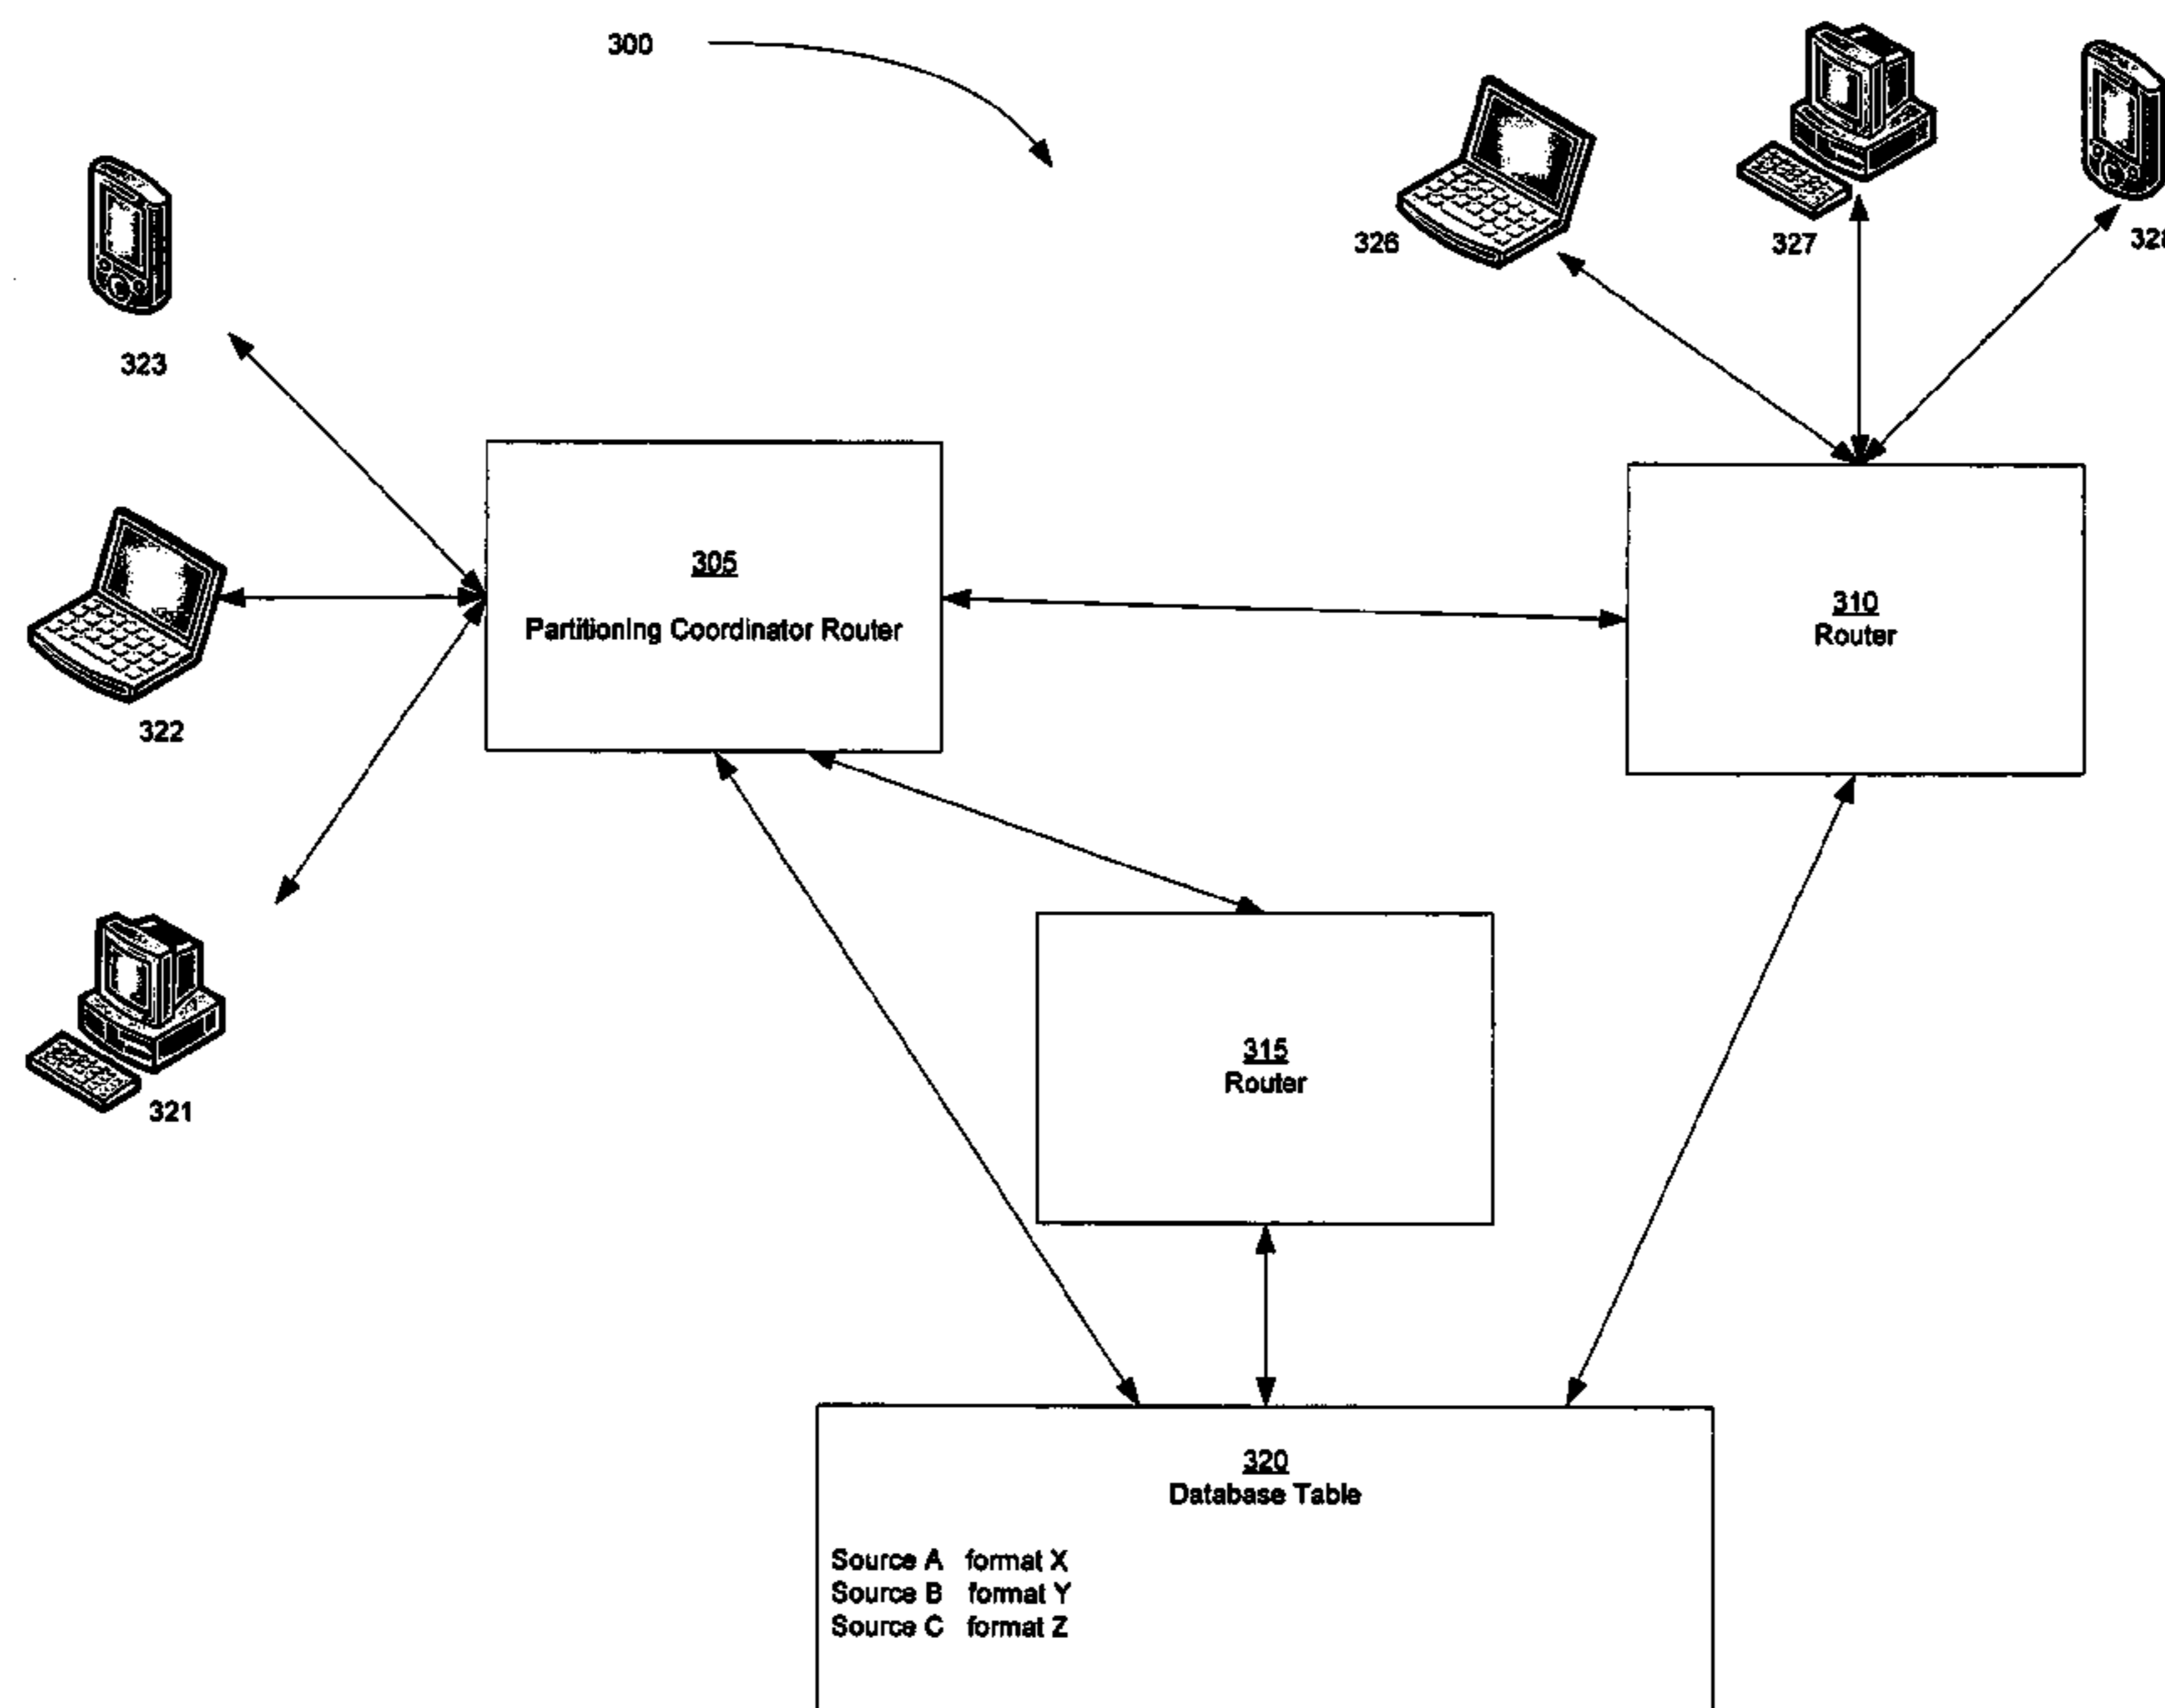 300
326
327
328
323
305
Partitioning Coordinator Router
310
Router
322
315
Router
321
320
Database Table
Source A format X
Source B format Y
Source C format Z